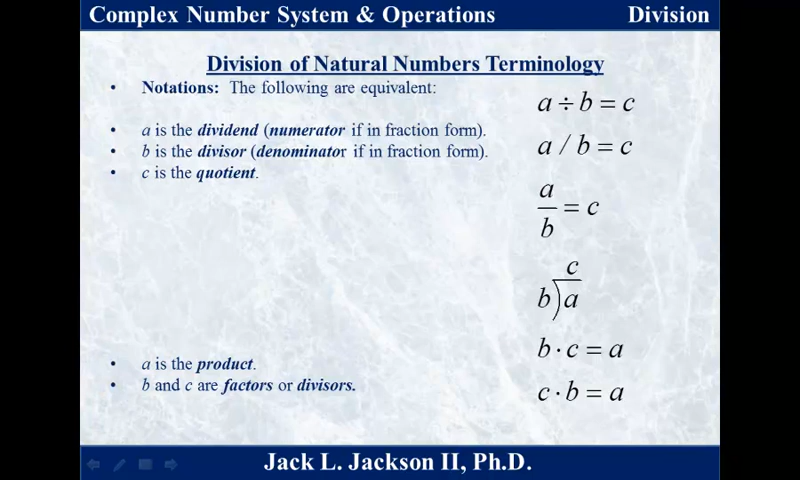 Complex Number System & Operations Division
Division of Natural Numbers Terminology
• Notations: The following are equivalent:
a ÷ b = c
• a is the dividend (numerator if in fraction form).
a / b = c
• b is the divisor (denominator if in fraction form).
• c is the quotient.
a
— = c
b
c
b)a
b · c = a
• a is the product.
• b and c are factors or divisors.
c · b = a
Jack L. Jackson II, Ph.D.